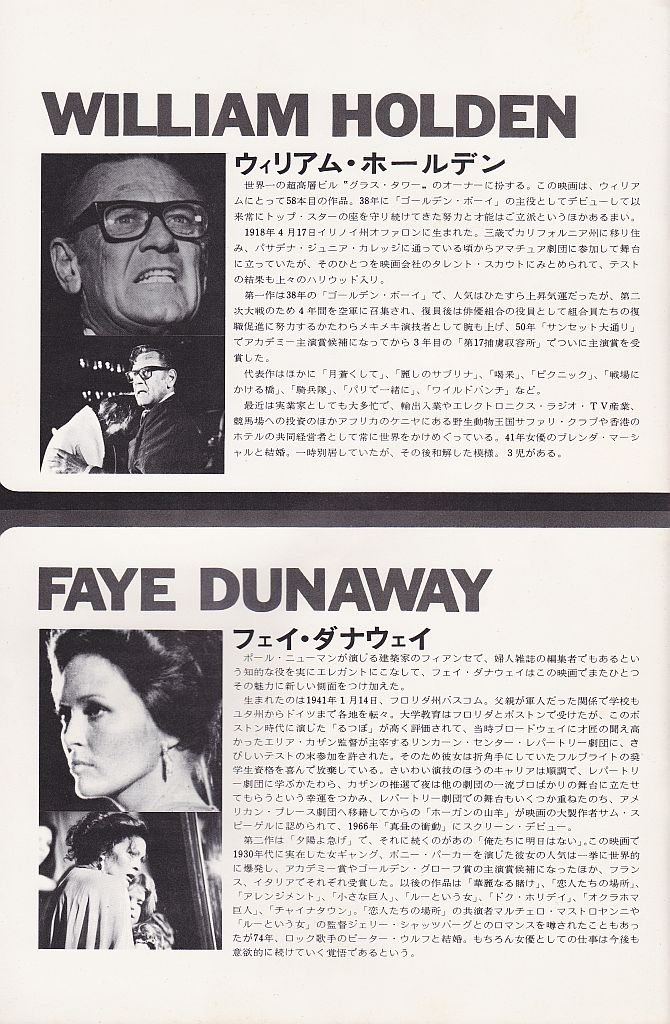 WILLIAM HOLDEN
ウィリアム・ホールデン
世界一の超高層ビル〝グラス・タワー〟のオーナーに扮する。この映画は、ウィリア
ムにとって58本目の作品。38年に「ゴールデン・ボーイ」の主役としてデビューして以
来常にトップ・スターの座を守り続けてきた努力と才能はご立派というほかあるまい。
1918年4月17日イリノイ州オファロンに生まれた。三歳でカリフォルニア州に移り住
み、パサデナ・ジュニア・カレッジに通っている頃からアマチュア劇団に参加して舞台
に立っていたが、そのひとつを映画会社のタレント・スカウトにみとめられて、テスト
の結果も上々のハリウッド入り。
第一作は38年の「ゴールデン・ボーイ」で、人気はひたすら上昇気運だったが、第二
次大戦のため4年間を空軍に召集され、復員後は俳優組合の役員として組合員たちの復
職促進に努力するかたわらメキメキ演技者として腕も上げ、50年「サンセット大通り」
でアカデミー主演賞候補になってから3年目の「第17捕虜収容所」でついに主演賞を受
賞した。
代表作はほかに「月蒼くして」、「麗しのサブリナ」、「喝采」、「ピクニック」、「戦場に
かける橋」、「騎兵隊」、「パリで一緒に」、「ワイルドバンチ」など。
最近は実業家としても大多忙で、輸出入業やエレクトロニクス・ラジオ・TV産業、
競馬場への投資のほかアフリカのケニヤにある野生動物王国サファリ・クラブや香港の
ホテルの共同経営者として常に世界をかけめぐっている。41年女優のブレンダ・マーシ
ャルと結婚。一時別居していたが、その後和解した模様。3児がある。
FAYE DUNAWAY
フェイ・ダナウェイ
ポール・ニューマンが演じる建築家のフィアンセで、婦人雑誌の編集者でもあるとい
う知的な役を実にエレガントにこなして、フェイ・ダナウェイはこの映画でまたひとつ
その魅力に新しい側面をつけ加えた。
生まれたのは1941年1月14日、フロリダ州バスコム。父親が軍人だった関係で学校も
ユタ州からドイツまで各地を転々。大学教育はフロリダとボストンで受けたが、このボ
ストン時代に演じた「るつぼ」が高く評価されて、当時ブロードウェイに才匠の聞え高
かったエリア・カザン監督が主宰するリンカーン・センター・レパートリー劇団に、き
びしいテストの末参加を許された。そのため彼女は折角手にしていたフルブライトの奨
学生資格を喜んで放棄している。さいわい演技のほうのキャリアは順調で、レパートリ
ー劇団に学ぶかたわら、カザンの推選で夜は他の劇団の一流プロばかりの舞台に立たせ
てもらうという幸運をつかみ、レパートリー劇団での舞台もいくつか重ねたのち、アメ
リカン・プレース劇団へ移籍してからの「ホーガンの山羊」が映画の大製作者サム・ス
ピーゲルに認められて、1966年「真昼の衝動」にスクリーン・デビュー。
第二作は「夕陽よ急げ」で、それに続くのがあの「俺たちに明日はない」。この映画で
1930年代に実在した女ギャング、ボニー・パーカーを演じた彼女の人気は一挙に世界的
に爆発し、アカデミー賞やゴールデン・グローフ賞の主演賞候補になったほか、フラン
ス、イタリアでそれぞれ受賞した。以後の作品は「華麗なる賭け」、「恋人たちの場所」、
「アレンジメント」、「小さな巨人」、「ルーという女」、「ドク・ホリデイ」、「オクラホマ
巨人」、「チャイナタウン」。「恋人たちの場所」の共演者マルチェロ・マストロヤンニや
「ルーという女」の監督ジェリー・シャッツバーグとのロマンスを噂されたこともあっ
たが74年、ロック歌手のピーター・ウルフと結婚。もちろん女優としての仕事は今後も
意欲的に続けていく覚悟であるという。